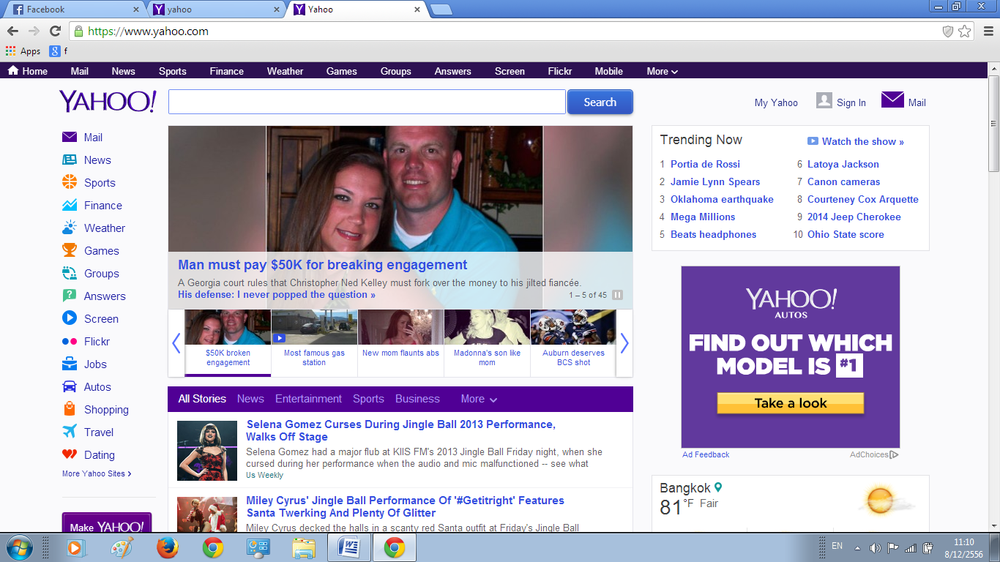 Facebook
yahoo
Yahoo
https://www.yahoo.com
Apps
f
Home Mail News Sports Finance Weather Games Groups Answers Screen Flickr Mobile More
YAHOO!
Search
My Yahoo
Sign In
Mail
Mail
News
Sports
Finance
Weather
Games
Groups
Answers
Screen
Flickr
Jobs
Autos
Shopping
Travel
Dating
More Yahoo Sites >
Make YAHOO!
Man must pay $50K for breaking engagement
A Georgia court rules that Christopher Ned Kelley must fork over the money to his jilted fiancée.
His defense: I never popped the question »
1 – 5 of 45
$50K broken
engagement
Most famous gas
station
New mom flaunts abs
Madonna's son like
mom
Auburn deserves
BCS shot
All Stories News Entertainment Sports Business More
Selena Gomez Curses During Jingle Ball 2013 Performance,
Walks Off Stage
Selena Gomez had a major flub at KIIS FM's 2013 Jingle Ball Friday night, when she
cursed during her performance when the audio and mic malfunctioned -- see what
Us Weekly
Miley Cyrus' Jingle Ball Performance Of '#Getitright' Features
Santa Twerking And Plenty Of Glitter
Miley Cyrus decked the halls in a scanty red Santa outfit at Friday's Jingle Ball
Trending Now
Watch the show »
1 Portia de Rossi
2 Jamie Lynn Spears
3 Oklahoma earthquake
4 Mega Millions
5 Beats headphones
6 Latoya Jackson
7 Canon cameras
8 Courteney Cox Arquette
9 2014 Jeep Cherokee
10 Ohio State score
YAHOO!
AUTOS
FIND OUT WHICH
MODEL IS #1
Take a look
Ad Feedback
AdChoices
Bangkok
81 °F Fair
EN
11:10
8/12/2556